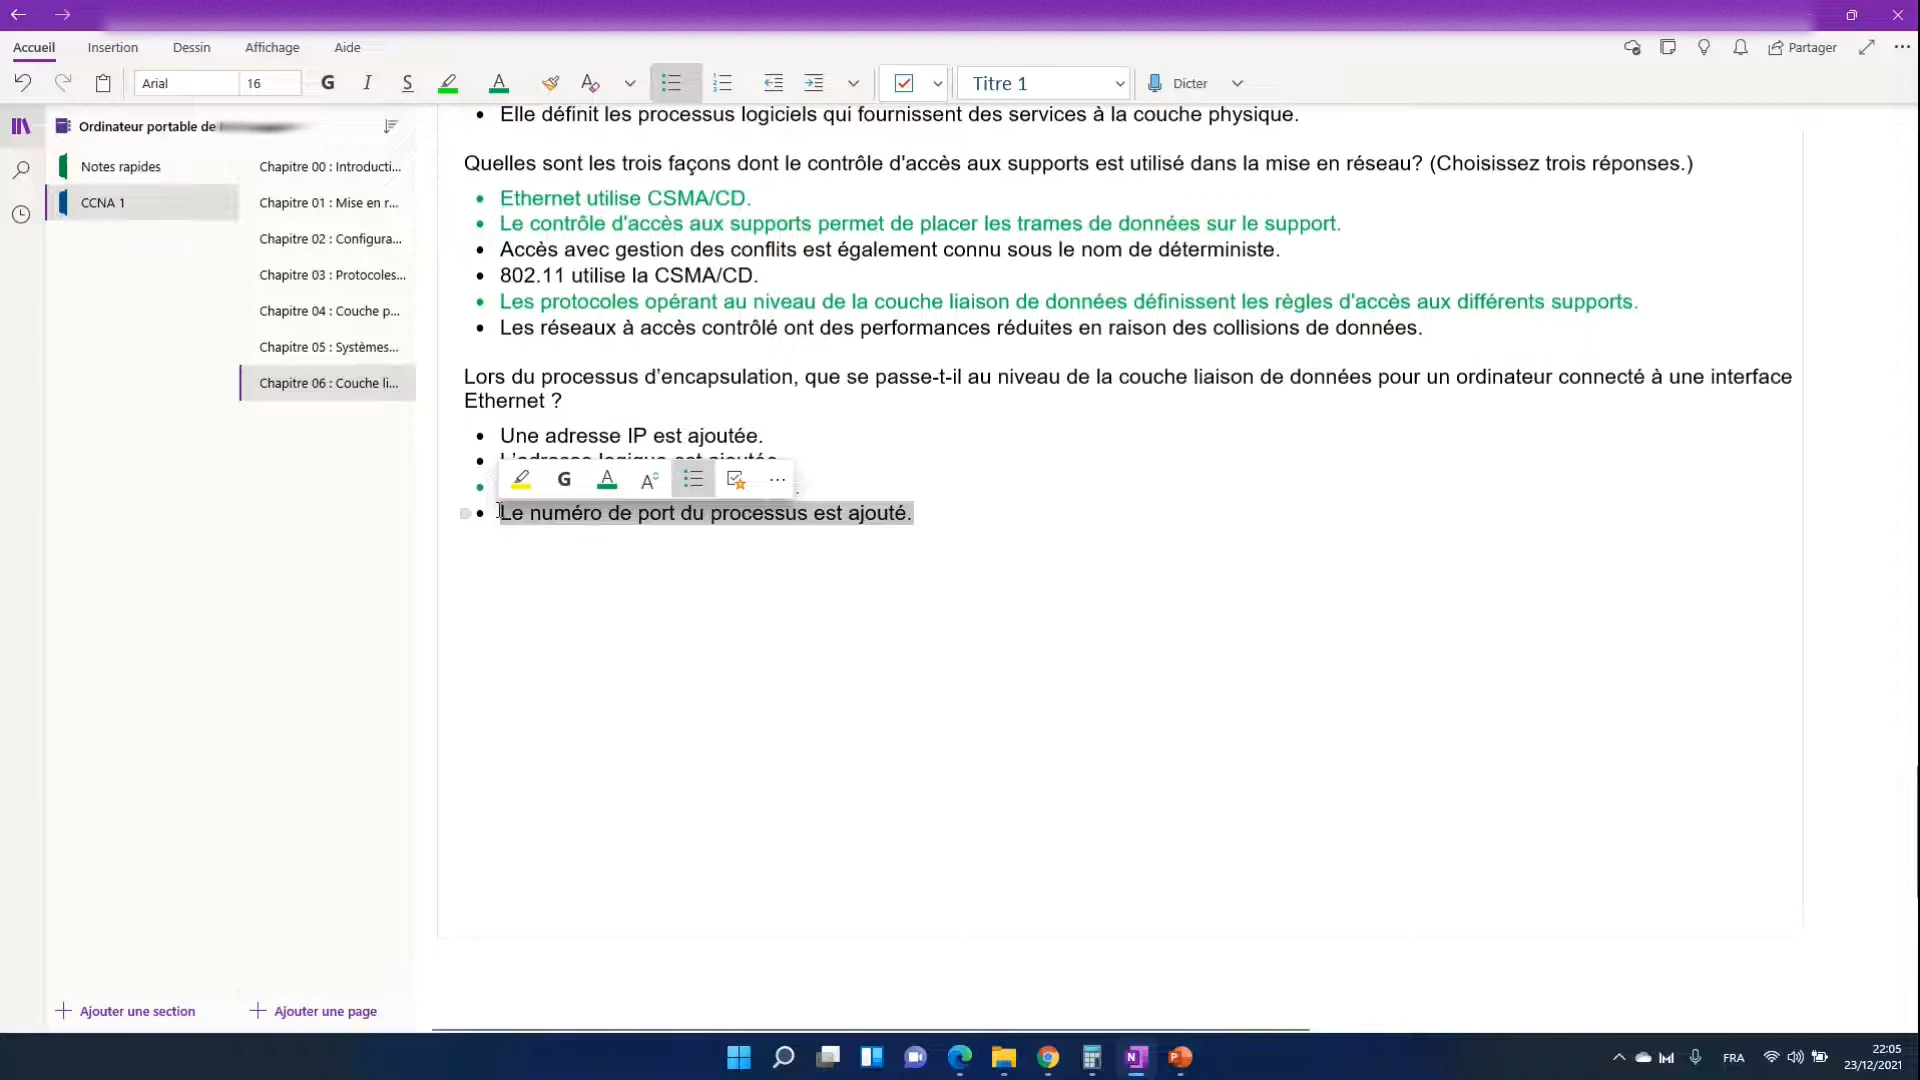 Accueil
Insertion
Dessin
Affichage
Aide
Partager
Arial
16
G
I
S
A
Titre 1
Dicter
Ordinateur portable de
Notes rapides
CCNA 1
Chapitre 00 : Introducti...
Chapitre 01 : Mise en r...
Chapitre 02 : Configura...
Chapitre 03 : Protocoles...
Chapitre 04 : Couche p...
Chapitre 05 : Systèmes...
Chapitre 06 : Couche li...
Elle définit les processus logiciels qui fournissent des services à la couche physique.
Quelles sont les trois façons dont le contrôle d'accès aux supports est utilisé dans la mise en réseau? (Choisissez trois réponses.)
Ethernet utilise CSMA/CD.
Le contrôle d'accès aux supports permet de placer les trames de données sur le support.
Accès avec gestion des conflits est également connu sous le nom de déterministe.
802.11 utilise la CSMA/CD.
Les protocoles opérant au niveau de la couche liaison de données définissent les règles d'accès aux différents supports.
Les réseaux à accès contrôlé ont des performances réduites en raison des collisions de données.
Lors du processus d’encapsulation, que se passe-t-il au niveau de la couche liaison de données pour un ordinateur connecté à une interface
Ethernet ?
Une adresse IP est ajoutée.
L’adresse logique est ajoutée.
G A A
Le numéro de port du processus est ajouté.
Ajouter une section
Ajouter une page
FRA
22:05
23/12/2021